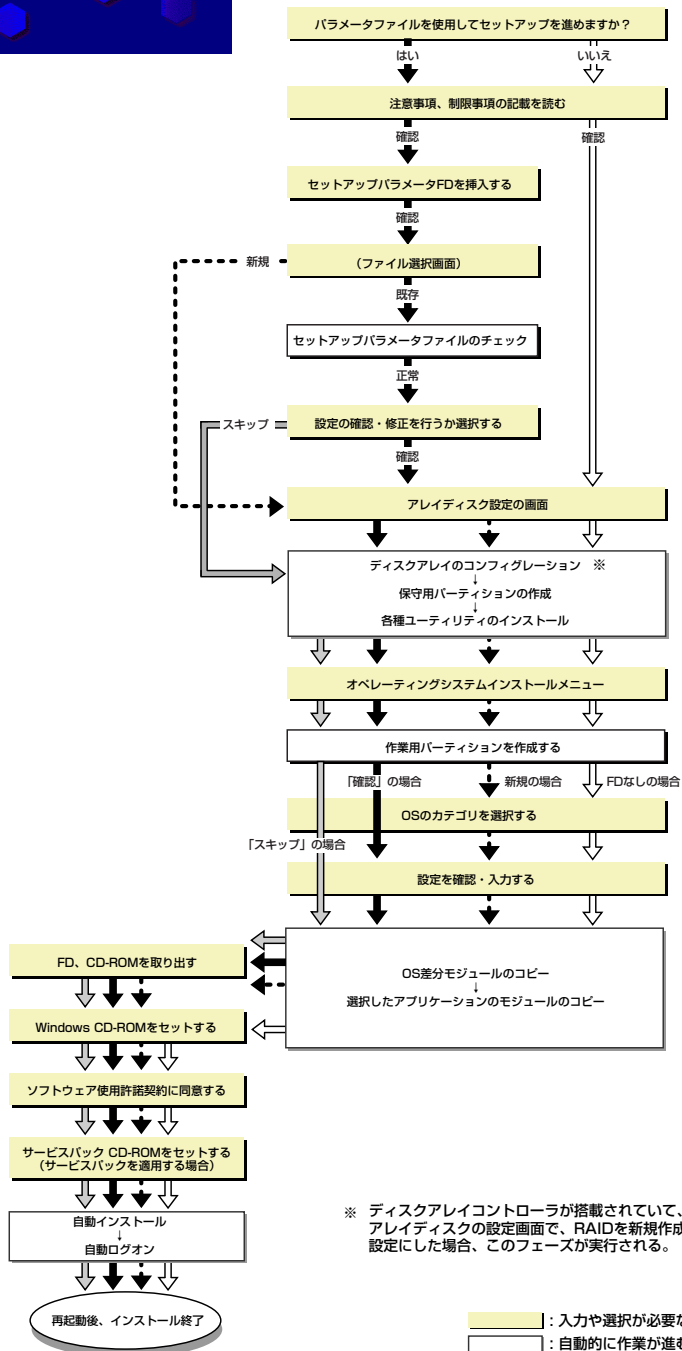 パラメータファイルを使用してセットアップを進めますか？
はい
いいえ
注意事項、制限事項の記載を読む
確認
確認
セットアップパラメータFDを挿入する
確認
新規
（ファイル選択画面）
既存
セットアップパラメータファイルのチェック
正常
スキップ
設定の確認・修正を行うか選択する
確認
アレイディスク設定の画面
ディスクアレイのコンフィグレーション ※
↓
保守用パーティションの作成
↓
各種ユーティリティのインストール
オペレーティングシステムインストールメニュー
作業用パーティションを作成する
「確認」の場合
新規の場合
FDなしの場合
OSのカテゴリを選択する
「スキップ」の場合
設定を確認・入力する
OS差分モジュールのコピー
↓
選択したアプリケーションのモジュールのコピー
FD、CD-ROMを取り出す
Windows CD-ROMをセットする
ソフトウェア使用許諾契約に同意する
サービスパック CD-ROMをセットする
（サービスパックを適用する場合）
自動インストール
↓
自動ログオン
再起動後、インストール終了
※ ディスクアレイコントローラが搭載されていて、
アレイディスクの設定画面で、RAIDを新規作成
設定にした場合、このフェーズが実行される。
：入力や選択が必要な
：自動的に作業が進む